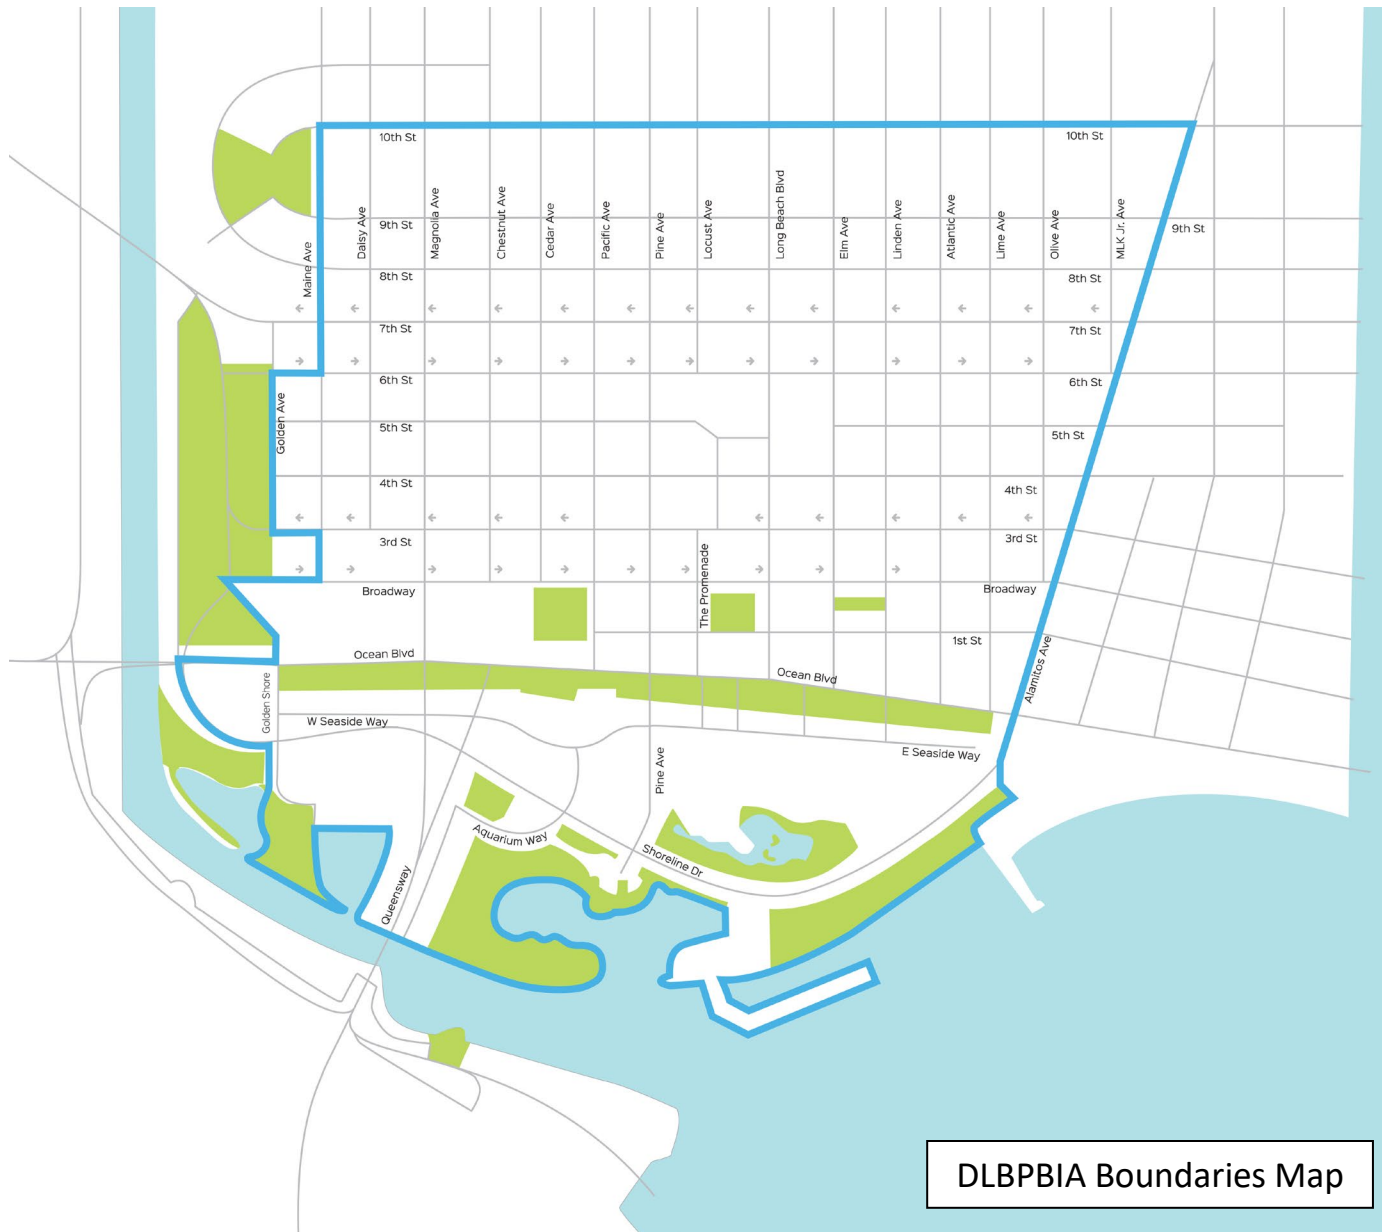 10th St
10th St
Daisy Ave
Magnolia Ave
Chestnut Ave
Cedar Ave
Pacific Ave
Pine Ave
Locust Ave
Long Beach Blvd
Elm Ave
Linden Ave
Atlantic Ave
Lime Ave
Olive Ave
MLK Jr. Ave
9th St
9th St
Maine Ave
8th St
8th St
7th St
7th St
6th St
6th St
Golden Ave
5th St
5th St
4th St
4th St
3rd St
3rd St
The Promenade
Broadway
Broadway
1st St
Ocean Blvd
Ocean Blvd
Alamitos Ave
Golden Shore
W Seaside Way
E Seaside Way
Pine Ave
Aquarium Way
Shoreline Dr
Queensway
DLBPBIA Boundaries Map